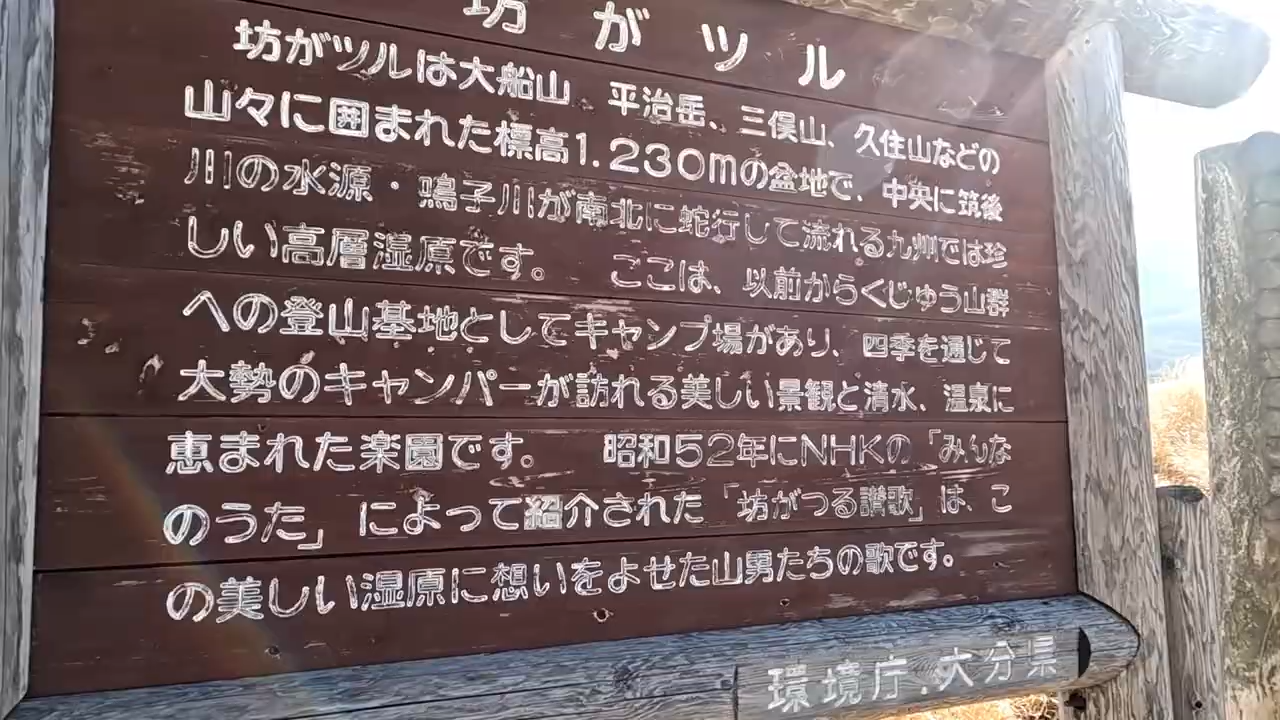 坊がツル
坊がツルは大船山、平治岳、三俣山、久住山などの
山々に囲まれた標高1.230mの盆地で、中央に筑後
川の水源・鳴子川が南北に蛇行して流れる九州では珍
しい高層湿原です。 ここは、以前からくじゅう山群
への登山基地としてキャンプ場があり、四季を通じて
大勢のキャンパーが訪れる美しい景観と清水、温泉に
恵まれた楽園です。 昭和52年にNHKの「みんな
のうた」によって紹介された「坊がつる讃歌」は、こ
の美しい湿原に想いをよせた山男たちの歌です。
環境庁.大分県